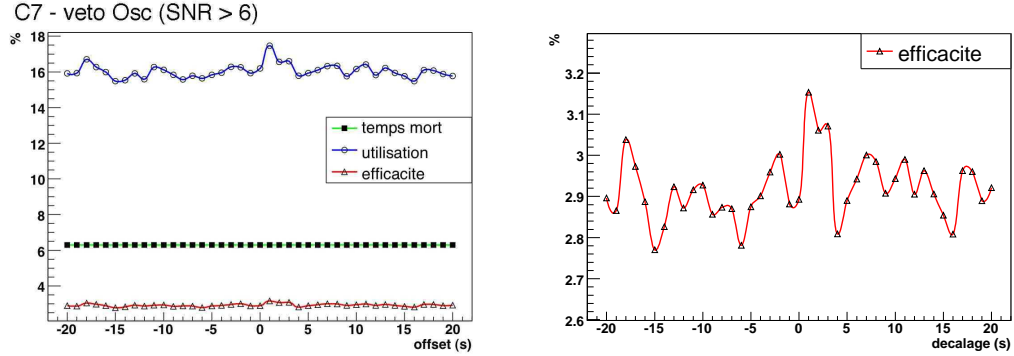 C7 - veto Osc (SNR > 6)
%
18
16
14
12
10
8
6
4
temps mort
utilisation
efficacite
-20 -15 -10 -5 0 5 10 15 20
offset (s)
%
efficacite
3.2
3.1
3
2.9
2.8
2.7
2.6
-20 -15 -10 -5 0 5 10 15 20
decalage (s)